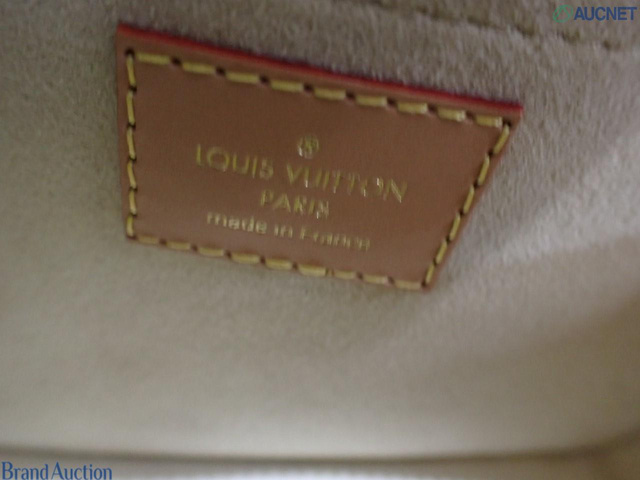 AUCNET
LOUIS VUITTON
PARIS
made in France
Brand Auction